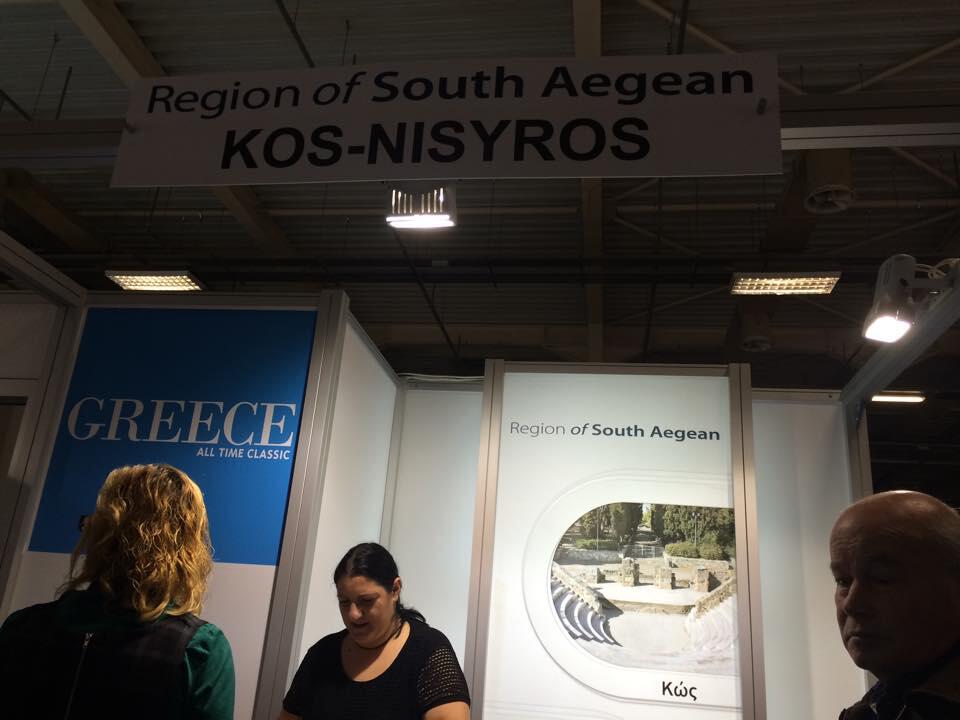 Region of South Aegean
KOS-NISYROS
GREECE
ALL TIME CLASSIC
Region of South Aegean
Κώς